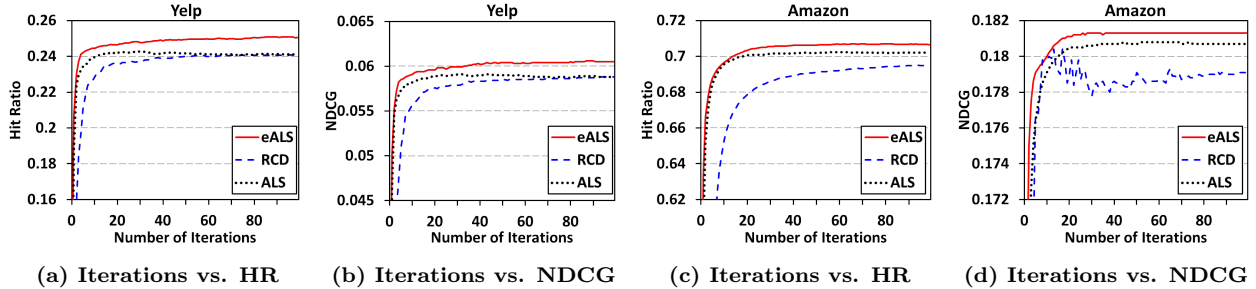 Yelp
0.26
0.24
0.22
0.2
0.18
0.16
Hit Ratio
eALS
RCD
ALS
0 20 40 60 80
Number of Iterations
(a) Iterations vs. HR
Yelp
0.065
0.06
0.055
0.05
0.045
NDCG
eALS
RCD
ALS
0 20 40 60 80
Number of Iterations
(b) Iterations vs. NDCG
Amazon
0.72
0.7
0.68
0.66
0.64
0.62
Hit Ratio
eALS
RCD
ALS
0 20 40 60 80
Number of Iterations
(c) Iterations vs. HR
Amazon
0.182
0.18
0.178
0.176
0.174
0.172
NDCG
eALS
RCD
ALS
0 20 40 60 80
Number of Iterations
(d) Iterations vs. NDCG